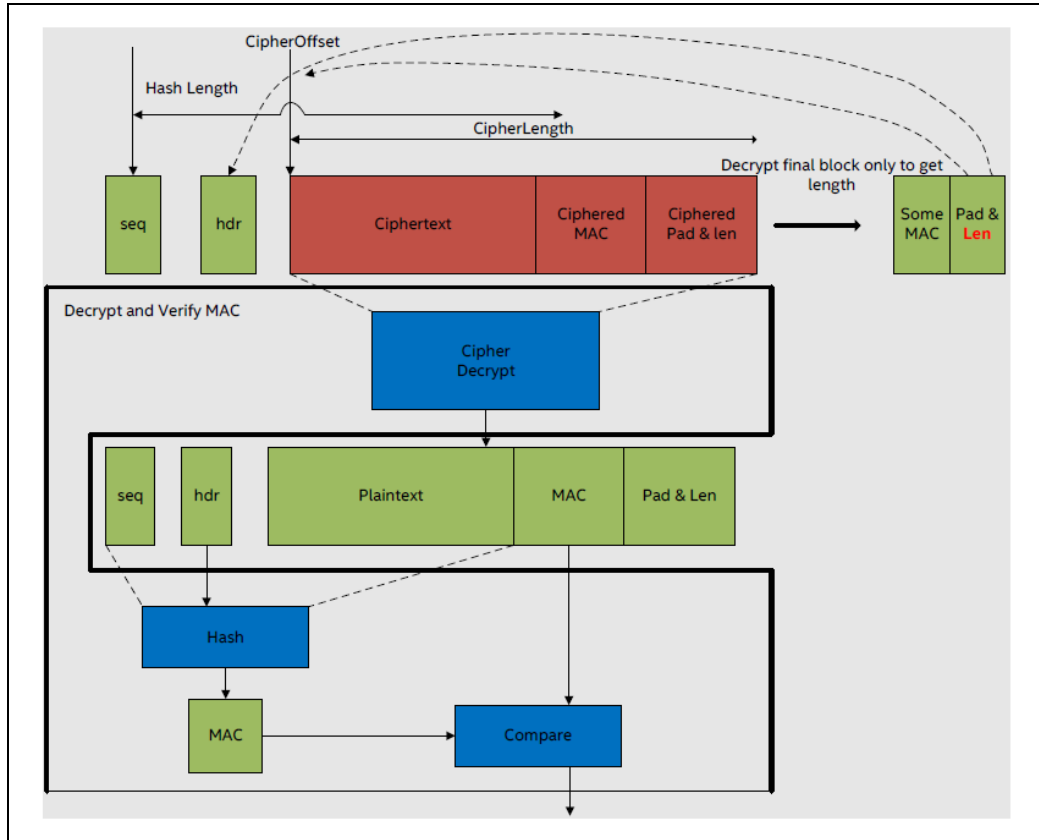 CipherOffset
Hash Length
CipherLength
Decrypt final block only to get
length
seq
hdr
Ciphertext
Ciphered
MAC
Ciphered
Pad & len
Some
MAC
Pad &
Len
Decrypt and Verify MAC
Cipher
Decrypt
seq
hdr
Plaintext
MAC
Pad & Len
Hash
MAC
Compare